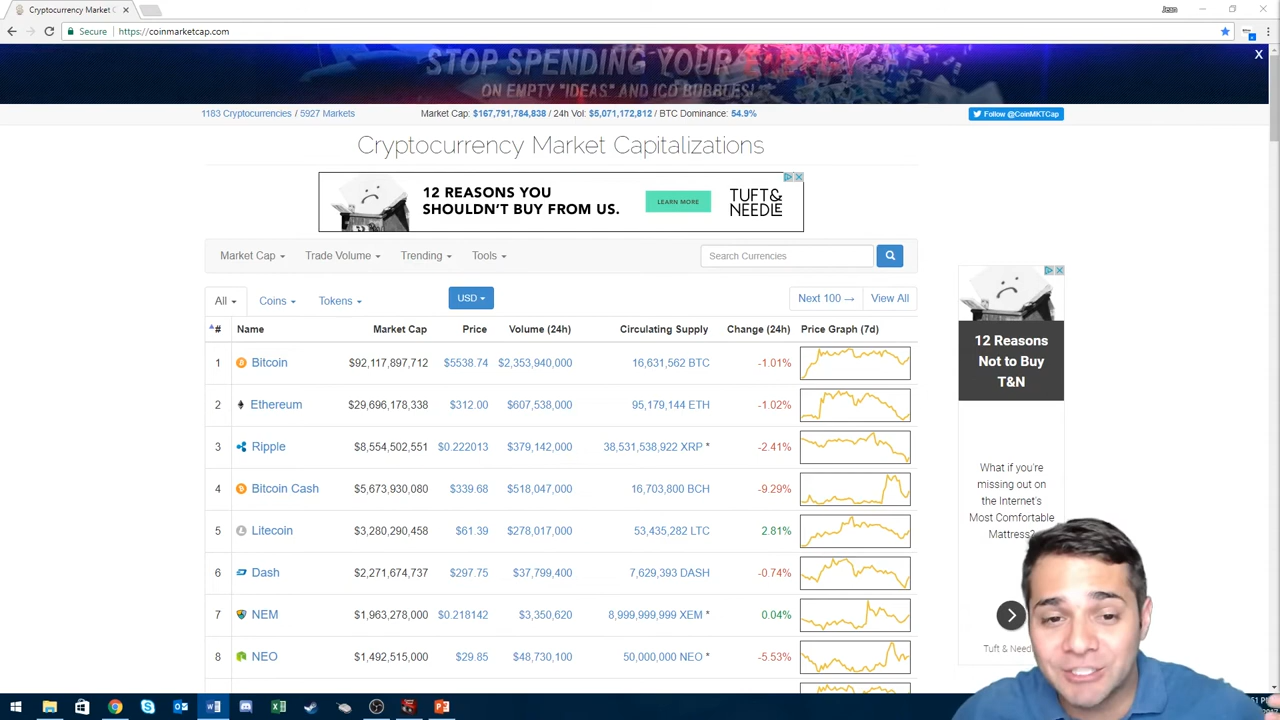 Cryptocurrency Market C
Jean
Secure
https://coinmarketcap.com
STOP SPENDING YOUR
ON EMPTY "IDEAS" AND ICO BUBBLES!
X
1183 Cryptocurrencies / 5927 Markets
Market Cap: $167,791,784,838 / 24h Vol: $5,071,172,812 / BTC Dominance: 54.9%
Follow @CoinMKTCap
Cryptocurrency Market Capitalizations
12 REASONS YOU
SHOULDN'T BUY FROM US.
LEARN MORE
TUFT&
NEEDLE
Market Cap Trade Volume Trending Tools
Search Currencies
All Coins Tokens USD Next 100 → View All
# Name Market Cap Price Volume (24h) Circulating Supply Change (24h) Price Graph (7d)
1 Bitcoin $92,117,897,712 $5538.74 $2,353,940,000 16,631,562 BTC -1.01%
2 Ethereum $29,696,178,338 $312.00 $607,538,000 95,179,144 ETH -1.02%
3 Ripple $8,554,502,551 $0.222013 $379,142,000 38,531,538,922 XRP * -2.41%
4 Bitcoin Cash $5,673,930,080 $339.68 $518,047,000 16,703,800 BCH -9.29%
5 Litecoin $3,280,290,458 $61.39 $278,017,000 53,435,282 LTC 2.81%
6 Dash $2,271,674,737 $297.75 $37,799,400 7,629,393 DASH -0.74%
7 NEM $1,963,278,000 $0.218142 $3,350,620 8,999,999,999 XEM * 0.04%
8 NEO $1,492,515,000 $29.85 $48,730,100 50,000,000 NEO * -5.53%
12 Reasons
Not to Buy
T&N
What if you're
missing out on
the Internet's
Most Comfortable
Mattress?
Tuft & Need